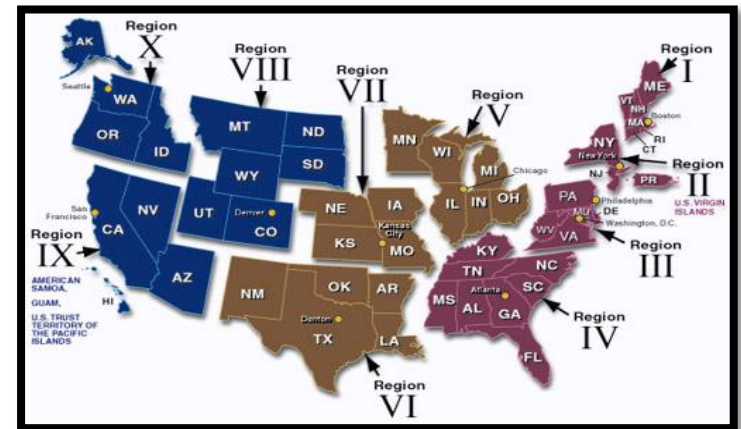 Region
X
AK
Seattle
WA
OR
ID
Region
VIII
MT
ND
SD
WY
UT
Denver
CO
Region
VII
NE
IA
KS
Kansas
City
MO
Region
V
MN
WI
MI
Chicago
IL
IN
OH
Region
I
ME
VT
NH
MA
Boston
RI
CT
NY
New York
NJ
Region
II
PR
U.S. VIRGIN
ISLANDS
PA
Philadelphia
MD
DE
Washington, D.C.
WV
VA
Region
III
San
Francisco
CA
NV
AZ
Region
IX
HI
AMERICAN
SAMOA,
GUAM,
U.S. TRUST
TERRITORY OF
THE PACIFIC
ISLANDS
NM
OK
AR
Denton
TX
LA
Region
VI
KY
TN
NC
SC
MS
AL
Atlanta
GA
FL
Region
IV